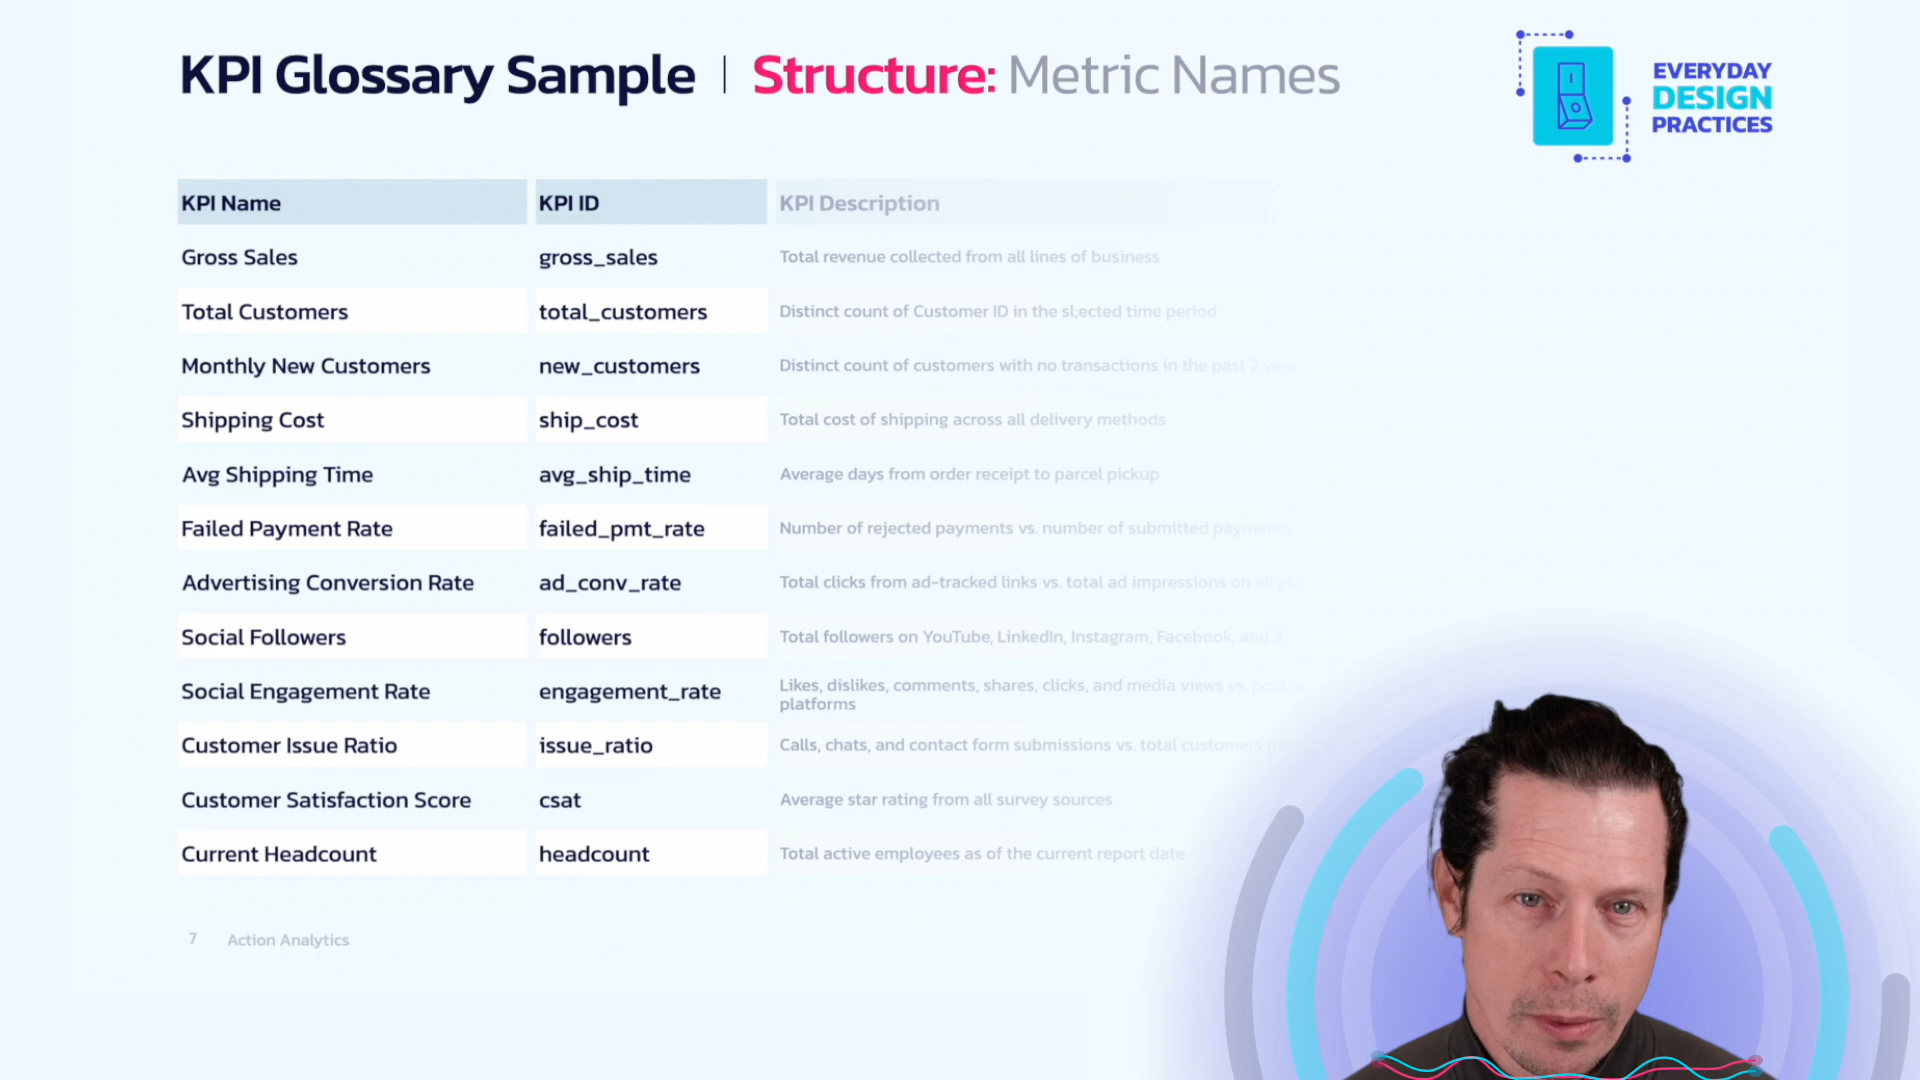 KPI Glossary Sample | Structure: Metric Names
EVERYDAY
DESIGN
PRACTICES
KPI Name KPI ID KPI Description
Gross Sales gross_sales Total revenue collected from all lines of business
Total Customers total_customers Distinct count of Customer ID in the sl;ected time period
Monthly New Customers new_customers Distinct count of customers with no transactions in the past 2
Shipping Cost ship_cost Total cost of shipping across all delivery methods
Avg Shipping Time avg_ship_time Average days from order receipt to parcel pickup
Failed Payment Rate failed_pmt_rate Number of rejected payments vs. number of submitted payments
Advertising Conversion Rate ad_conv_rate Total clicks from ad-tracked links vs. total ad impressions on all
Social Followers followers Total followers on YouTube, LinkedIn, Instagram, Facebook, and
Social Engagement Rate engagement_rate Likes, dislikes, comments, shares, clicks, and media views vs. post
platforms
Customer Issue Ratio issue_ratio Calls, chats, and contact form submissions vs. total customers
Customer Satisfaction Score csat Average star rating from all survey sources
Current Headcount headcount Total active employees as of the current report date
7 Action Analytics